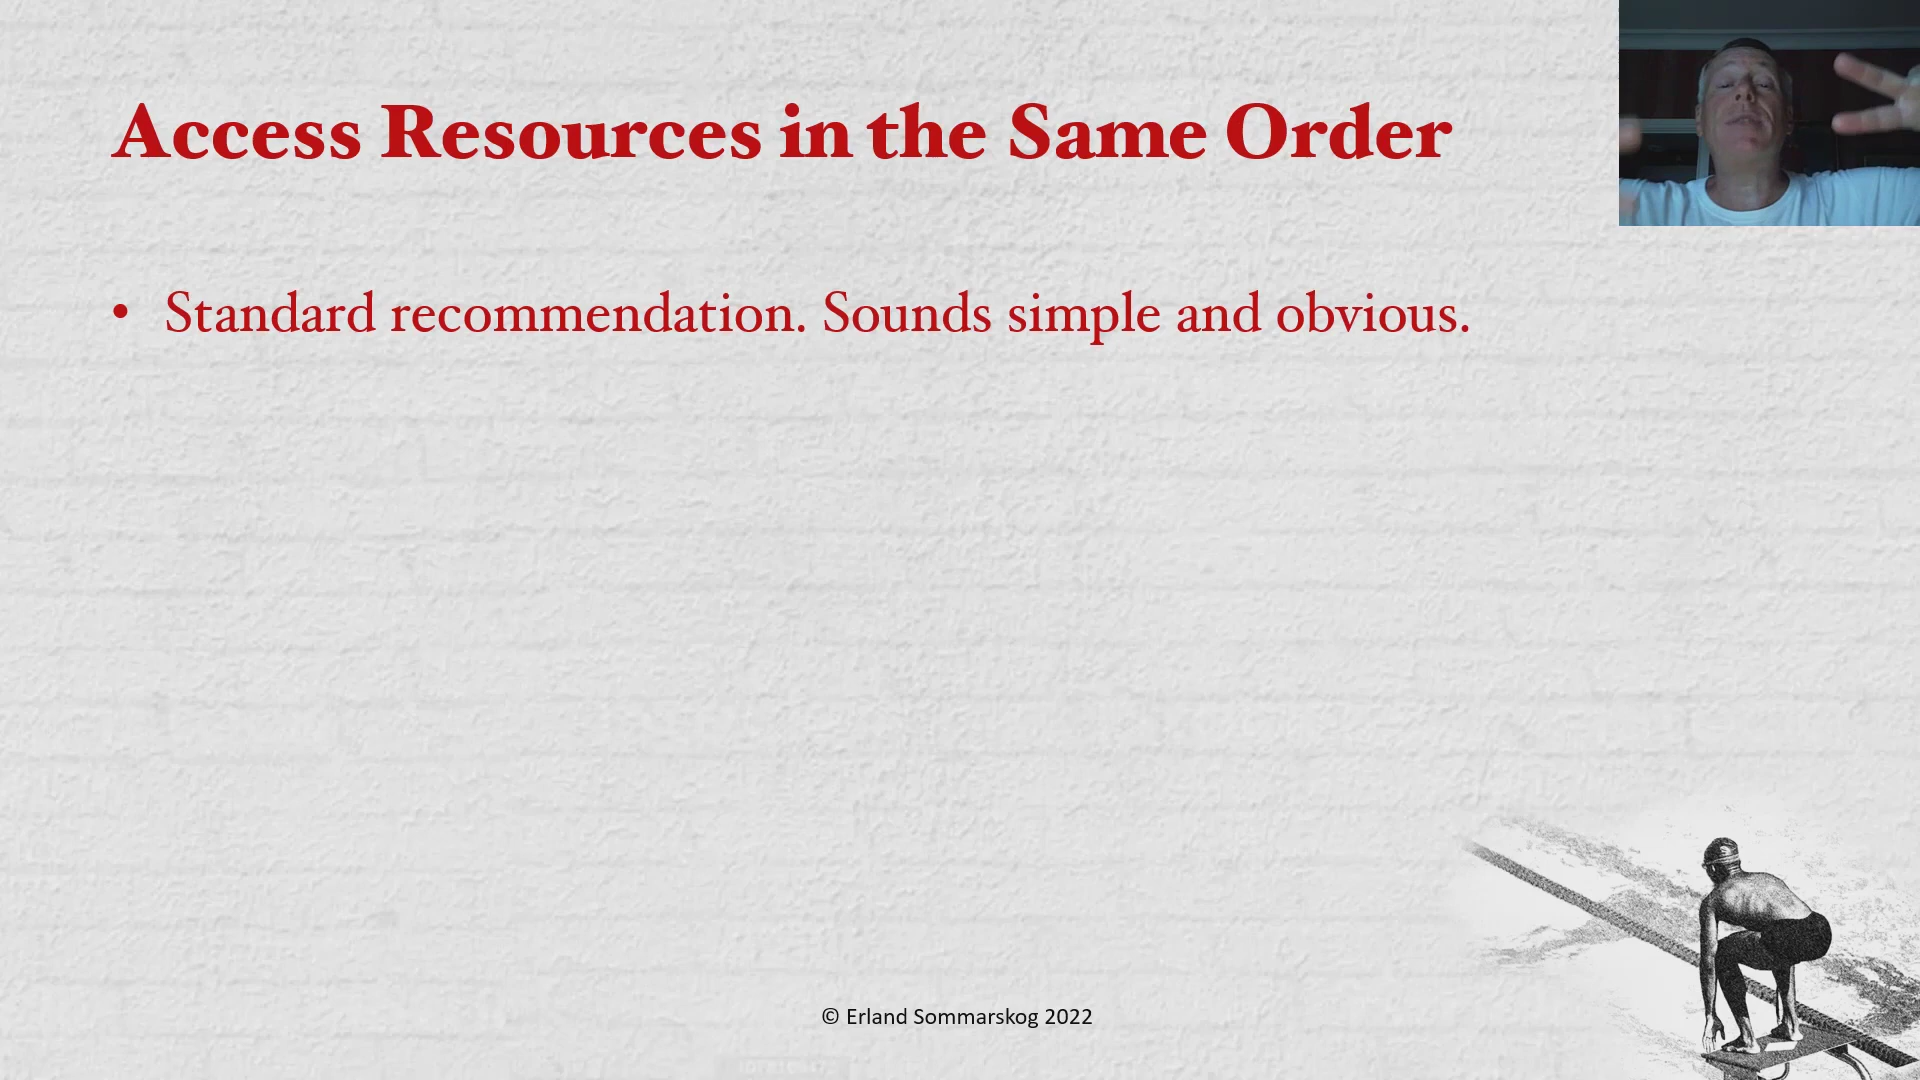 Access Resources in the Same Order
• Standard recommendation. Sounds simple and obvious.
© Erland Sommarskog 2022